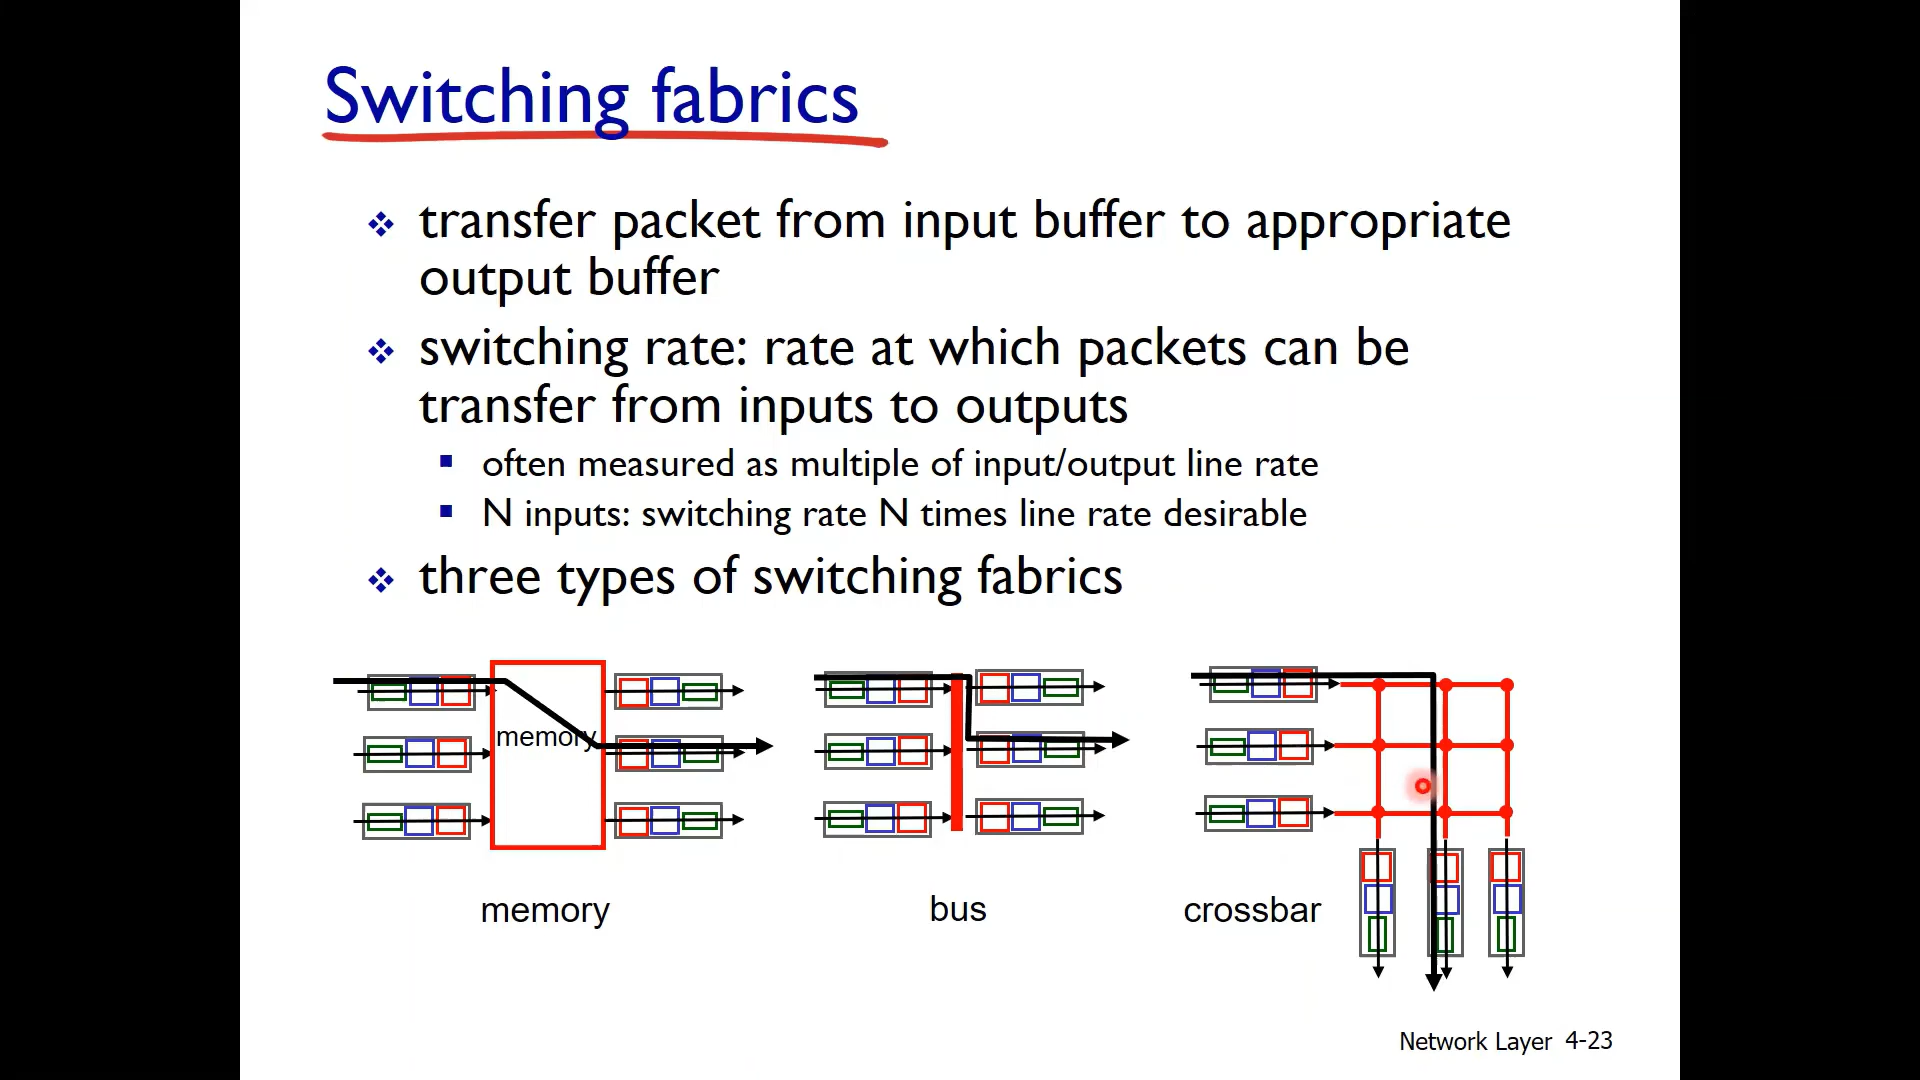 Switching fabrics
transfer packet from input buffer to appropriate
output buffer
switching rate: rate at which packets can be
transfer from inputs to outputs
often measured as multiple of input/output line rate
N inputs: switching rate N times line rate desirable
three types of switching fabrics
memory
memory
bus
crossbar
Network Layer 4-23